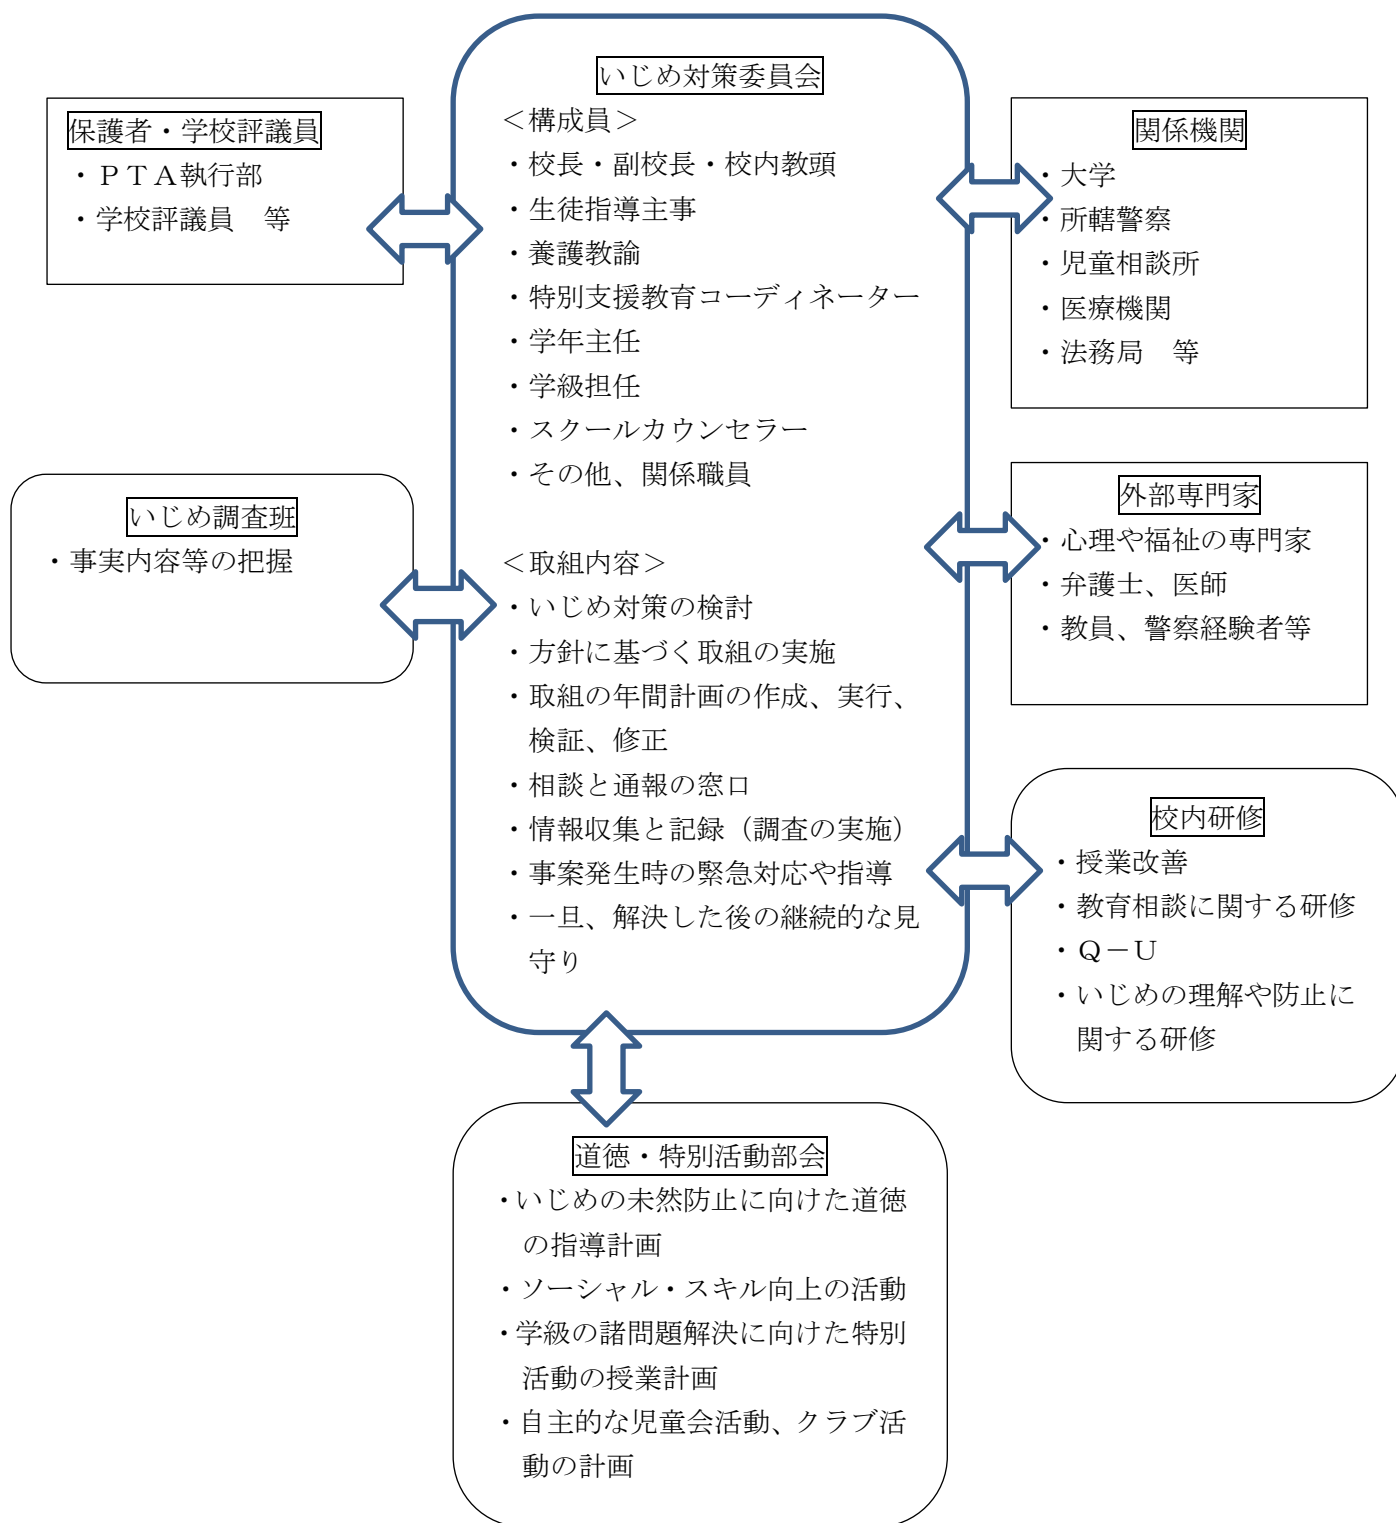 いじめ対策委員会
＜構成員＞
・校長・副校長・校内教頭
・生徒指導主事
・養護教諭
・特別支援教育コーディネーター
・学年主任
・学級担任
・スクールカウンセラー
・その他、関係職員
＜取組内容＞
・いじめ対策の検討
・方針に基づく取組の実施
・取組の年間計画の作成、実行、
検証、修正
・相談と通報の窓口
・情報収集と記録（調査の実施）
・事案発生時の緊急対応や指導
・一旦、解決した後の継続的な見
守り
保護者・学校評議員
・ＰＴＡ執行部
・学校評議員　等
いじめ調査班
・事実内容等の把握
関係機関
・大学
・所轄警察
・児童相談所
・医療機関
・法務局　等
外部専門家
・心理や福祉の専門家
・弁護士、医師
・教員、警察経験者等
校内研修
・授業改善
・教育相談に関する研修
・Ｑ－Ｕ
・いじめの理解や防止に
関する研修
道徳・特別活動部会
・いじめの未然防止に向けた道徳
の指導計画
・ソーシャル・スキル向上の活動
・学級の諸問題解決に向けた特別
活動の授業計画
・自主的な児童会活動、クラブ活
動の計画